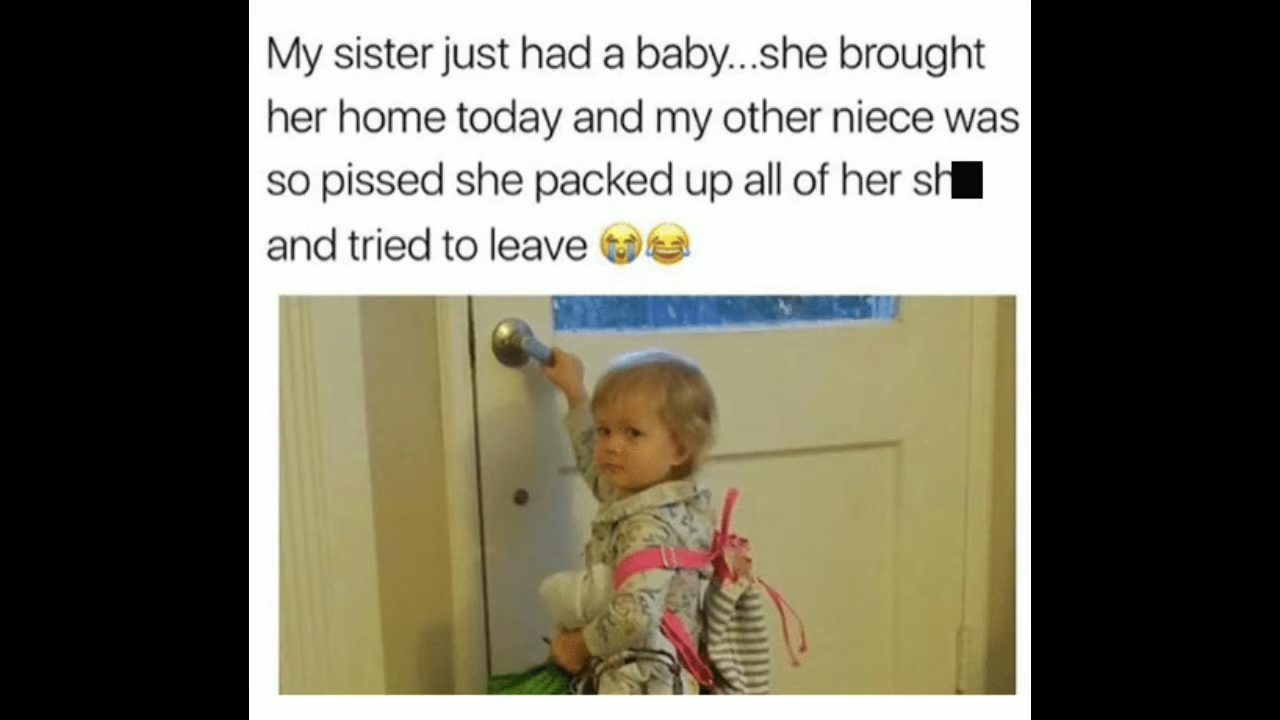 My sister just had a baby...she brought
her home today and my other niece was
so pissed she packed up all of her sh
and tried to leave 😭😂